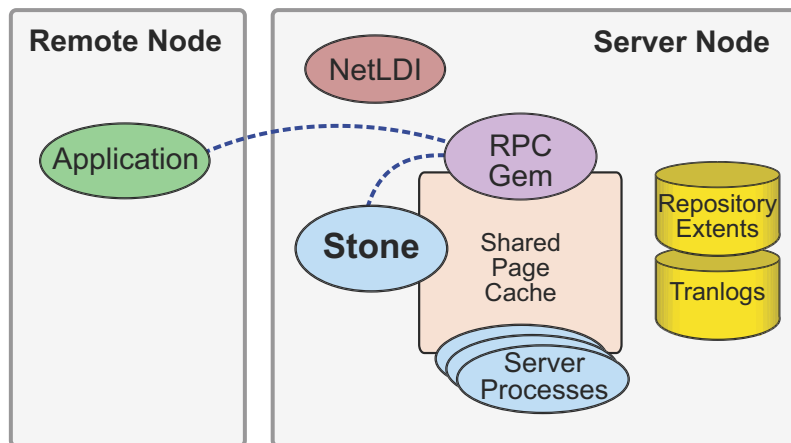 Remote Node
Server Node
NetLDI
Application
RPC
Gem
Stone
Shared
Page
Cache
Repository
Extents
Tranlogs
Server
Processes